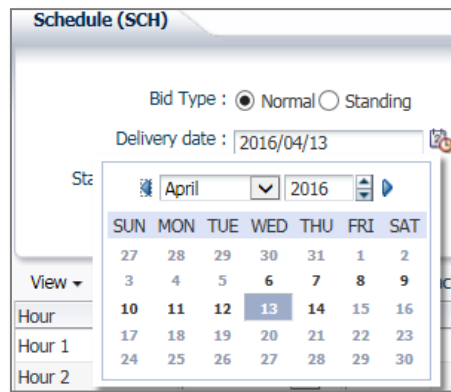 Schedule (SCH)
Bid Type : Normal Standing
Delivery date : 2016/04/13
April 2016
SUN MON TUE WED THU FRI SAT
27 28 29 30 31 1 2
3 4 5 6 7 8 9
10 11 12 13 14 15 16
17 18 19 20 21 22 23
24 25 26 27 28 29 30
View
Hour
Hour 1
Hour 2